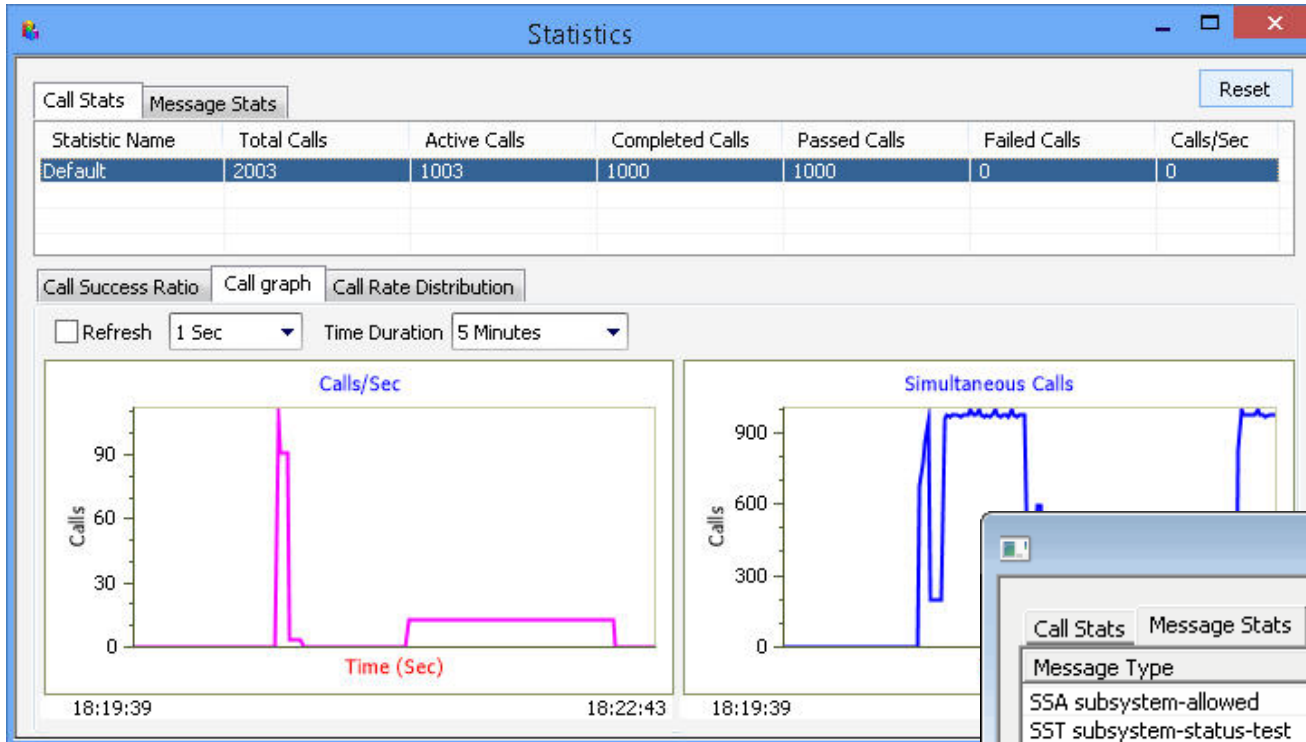 Statistics
Reset
Call Stats Message Stats
Statistic Name Total Calls Active Calls Completed Calls Passed Calls Failed Calls Calls/Sec
Default 2003 1003 1000 1000 0 0
Call Success Ratio Call graph Call Rate Distribution
Refresh 1 Sec Time Duration 5 Minutes
Calls/Sec
90
60
30
0
Calls
Time (Sec)
18:19:39 18:22:43
Simultaneous Calls
900
600
300
0
Calls
18:19:39
Call Stats Message Stats
Message Type
SSA subsystem-allowed
SST subsystem-status-test